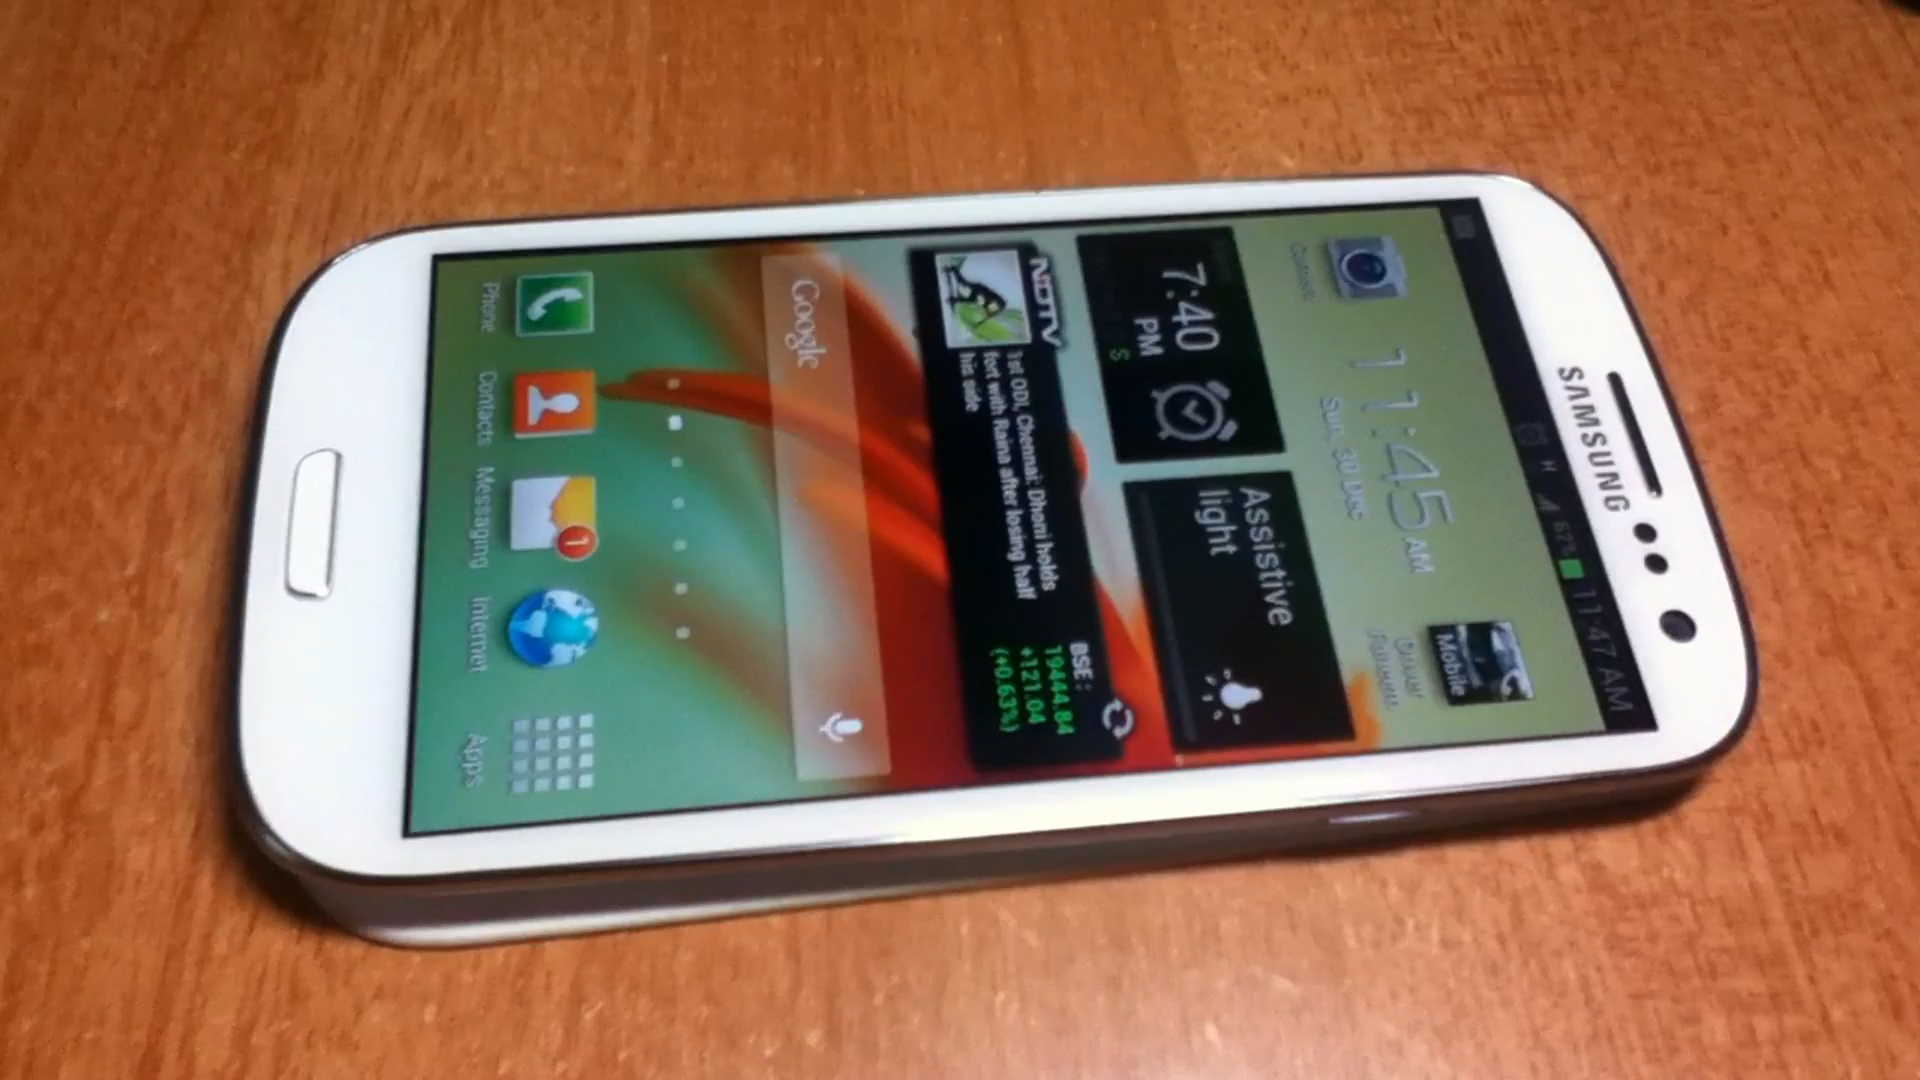 SAMSUNG
H 62% 11:47 AM
11:45 AM
Sun, 30 Dec
Mobile
7:40
PM
S
Assistive
light
NDTV
1st ODI, Chennai: Dhoni holds
fort with Raina after losing half
his side
BSE :
19444.84
+121.04
(+0.63%)
Google
1
Phone
Contacts
Messaging
Internet
Apps